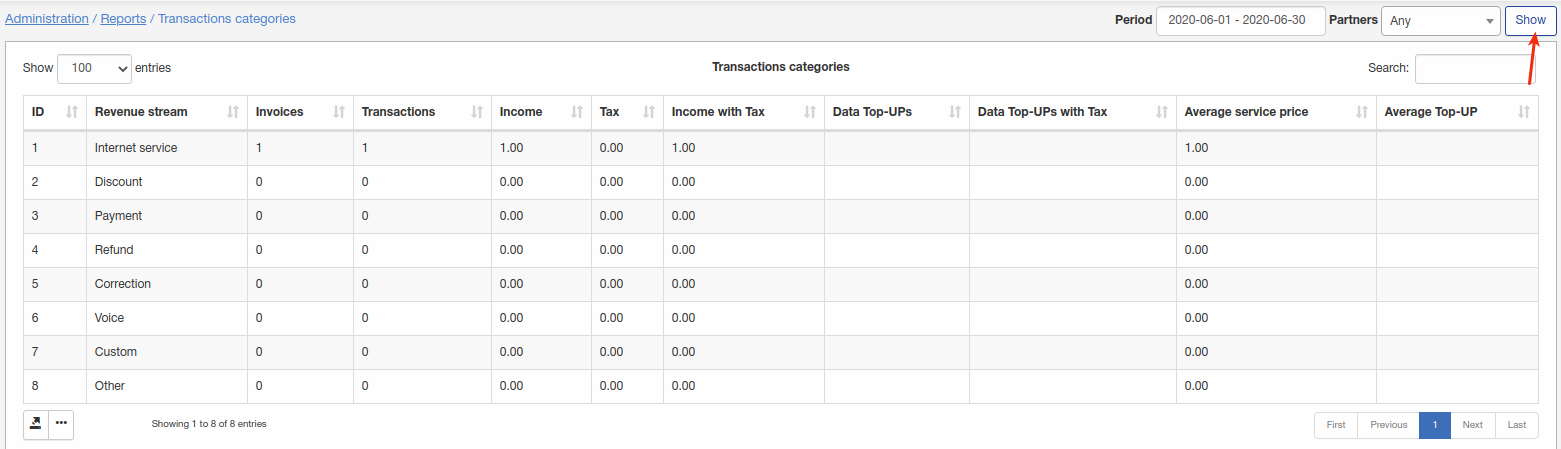 Administration / Reports / Transactions categories Period 2020-06-01 - 2020-06-30 Partners Any Show
Show 100 entries Transactions categories Search:
ID Revenue stream Invoices Transactions Income Tax Income with Tax Data Top-UPs Data Top-UPs with Tax Average service price Average Top-UP
1 Internet service 1 1 1.00 0.00 1.00 1.00
2 Discount 0 0 0.00 0.00 0.00 0.00
3 Payment 0 0 0.00 0.00 0.00 0.00
4 Refund 0 0 0.00 0.00 0.00 0.00
5 Correction 0 0 0.00 0.00 0.00 0.00
6 Voice 0 0 0.00 0.00 0.00 0.00
7 Custom 0 0 0.00 0.00 0.00 0.00
8 Other 0 0 0.00 0.00 0.00 0.00
Showing 1 to 8 of 8 entries First Previous 1 Next Last